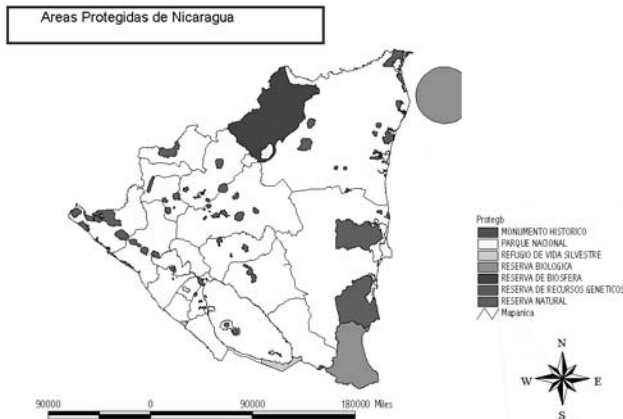 Areas Protegidas de Nicaragua
Protegb
MONUMENTO HISTORICO
PARQUE NACIONAL
REFUGIO DE VIDA SILVESTRE
RESERVA BIOLOGICA
RESERVA DE BIOSFERA
RESERVA DE RECURSOS GENETICOS
RESERVA NATURAL
Mapanica
N
W E
S
90000 0 90000 180000 Miles